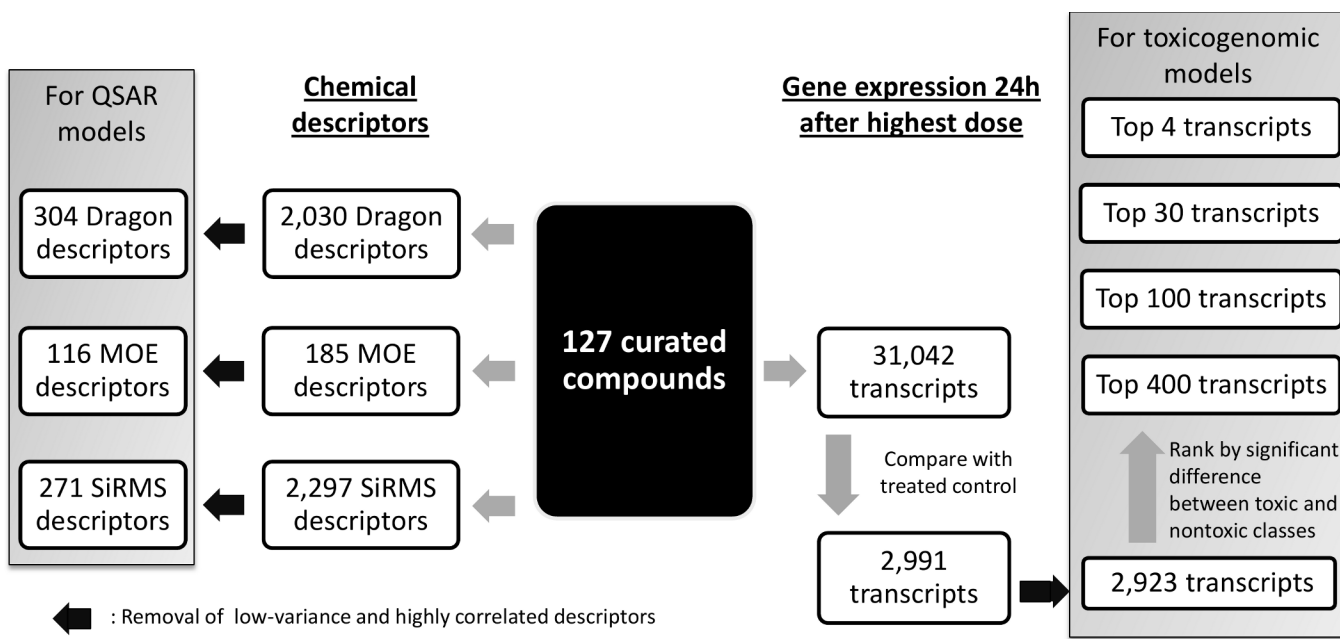 For QSAR
models
304 Dragon
descriptors
116 MOE
descriptors
271 SiRMS
descriptors
Chemical
descriptors
2,030 Dragon
descriptors
185 MOE
descriptors
2,297 SiRMS
descriptors
127 curated
compounds
Gene expression 24h
after highest dose
31,042
transcripts
Compare with
treated control
2,991
transcripts
For toxicogenomic
models
Top 4 transcripts
Top 30 transcripts
Top 100 transcripts
Top 400 transcripts
Rank by significant
difference
between toxic and
nontoxic classes
2,923 transcripts
: Removal of low-variance and highly correlated descriptors